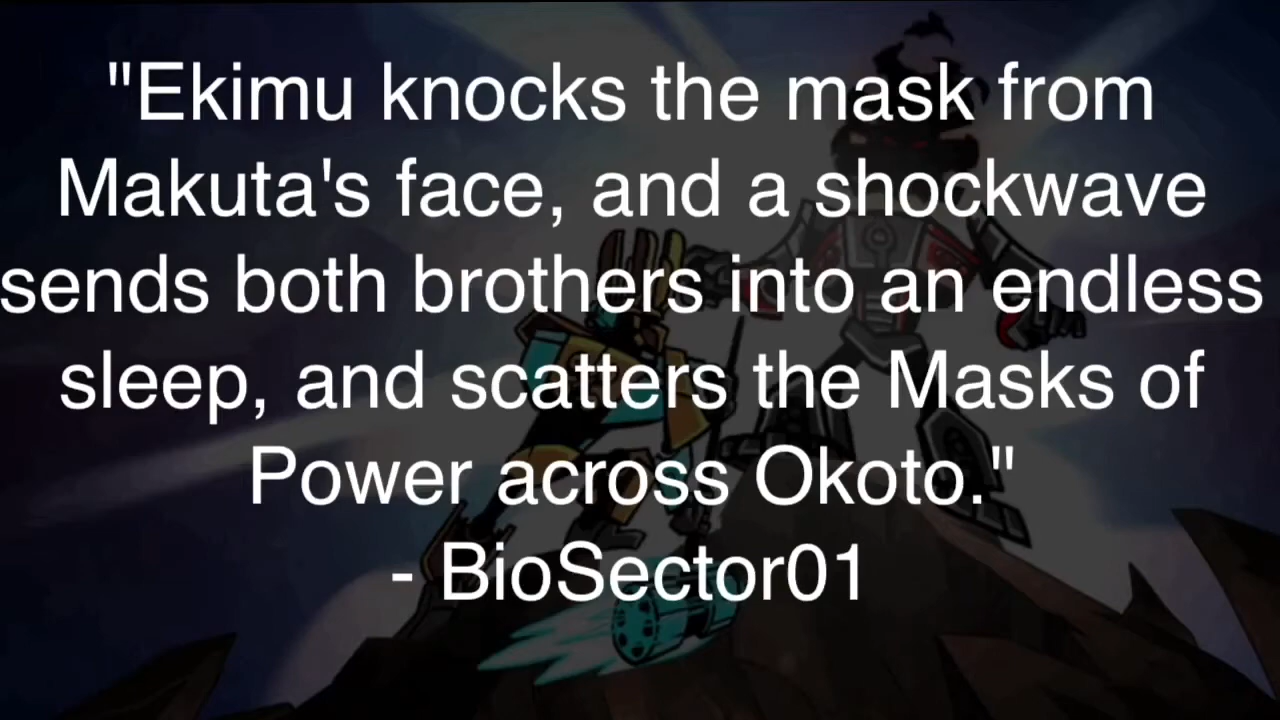 "Ekimu knocks the mask from
Makuta's face, and a shockwave
sends both brothers into an endless
sleep, and scatters the Masks of
Power across Okoto."
- BioSector01